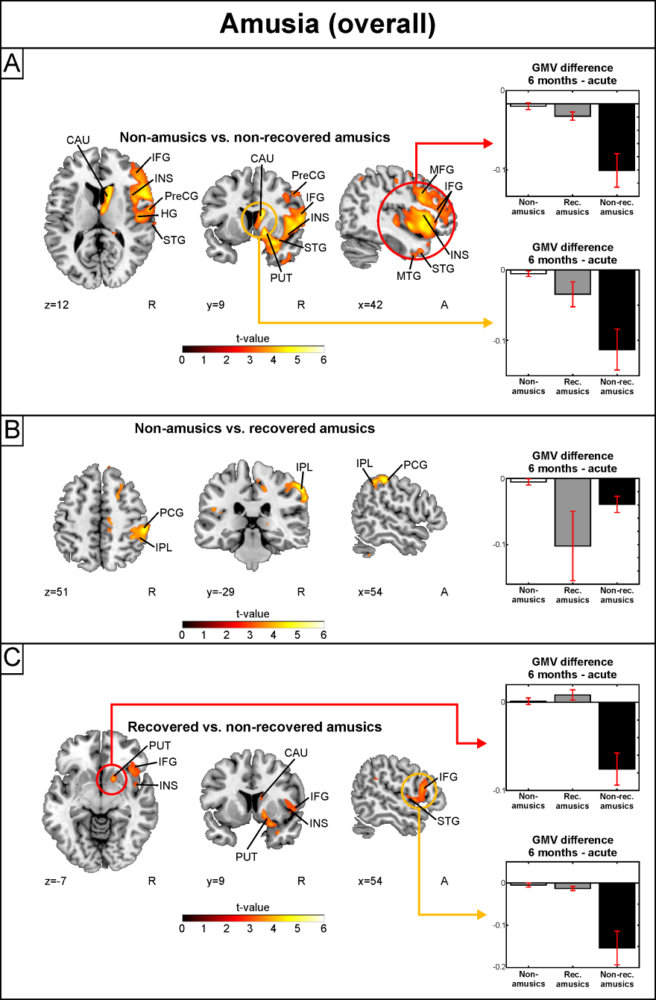 Amusia (overall)
A
GMV difference
6 months - acute
0
-0.1
Non-
amusics
Rec.
amusics
Non-rec.
amusics
Non-amusics vs. non-recovered amusics
CAU
IFG
INS
PreCG
HG
STG
CAU
PreCG
IFG
INS
STG
PUT
MFG
IFG
INS
STG
MTG
z=12
R
y=9
R
x=42
A
GMV difference
6 months - acute
0
-0.1
Non-
amusics
Rec.
amusics
Non-rec.
amusics
t-value
0 1 2 3 4 5 6
B
Non-amusics vs. recovered amusics
PCG
IPL
IPL
IPL
PCG
z=51
R
y=-29
R
x=54
A
t-value
0 1 2 3 4 5 6
GMV difference
6 months - acute
0
-0.1
Non-
amusics
Rec.
amusics
Non-rec.
amusics
C
GMV difference
6 months - acute
0
-0.1
Non-
amusics
Rec.
amusics
Non-rec.
amusics
Recovered vs. non-recovered amusics
PUT
IFG
INS
CAU
IFG
INS
PUT
IFG
STG
z=-7
R
y=9
R
x=54
A
t-value
0 1 2 3 4 5 6
GMV difference
6 months - acute
0
-0.1
-0.2
Non-
amusics
Rec.
amusics
Non-rec.
amusics